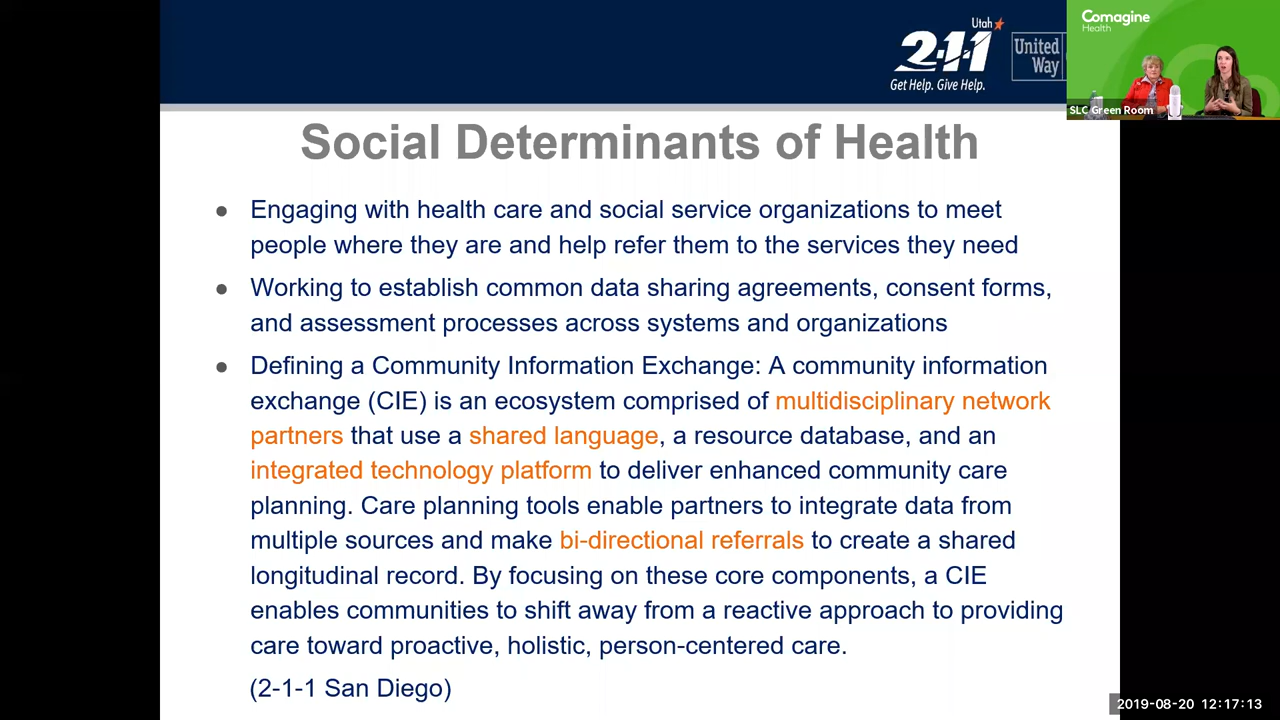 Utah
2-1-1
Get Help. Give Help.
United
Way
Comagine
Health
SLC Green Room
Social Determinants of Health
● Engaging with health care and social service organizations to meet
people where they are and help refer them to the services they need
● Working to establish common data sharing agreements, consent forms,
and assessment processes across systems and organizations
● Defining a Community Information Exchange: A community information
exchange (CIE) is an ecosystem comprised of multidisciplinary network
partners that use a shared language, a resource database, and an
integrated technology platform to deliver enhanced community care
planning. Care planning tools enable partners to integrate data from
multiple sources and make bi-directional referrals to create a shared
longitudinal record. By focusing on these core components, a CIE
enables communities to shift away from a reactive approach to providing
care toward proactive, holistic, person-centered care.
(2-1-1 San Diego)
2019-08-20 12:17:13